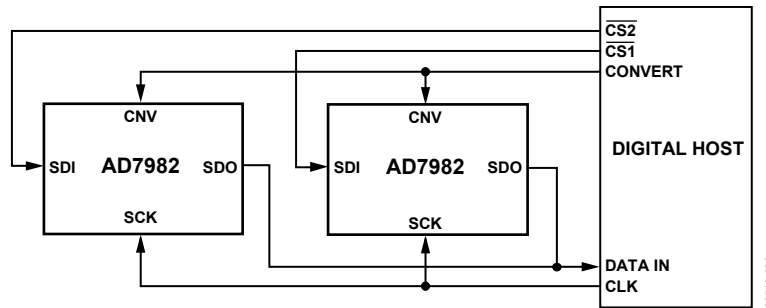 CS2
CS1
CONVERT
CNV
CNV
DIGITAL HOST
SDI
AD7982
SDO
SDI
AD7982
SDO
SCK
SCK
DATA IN
CLK